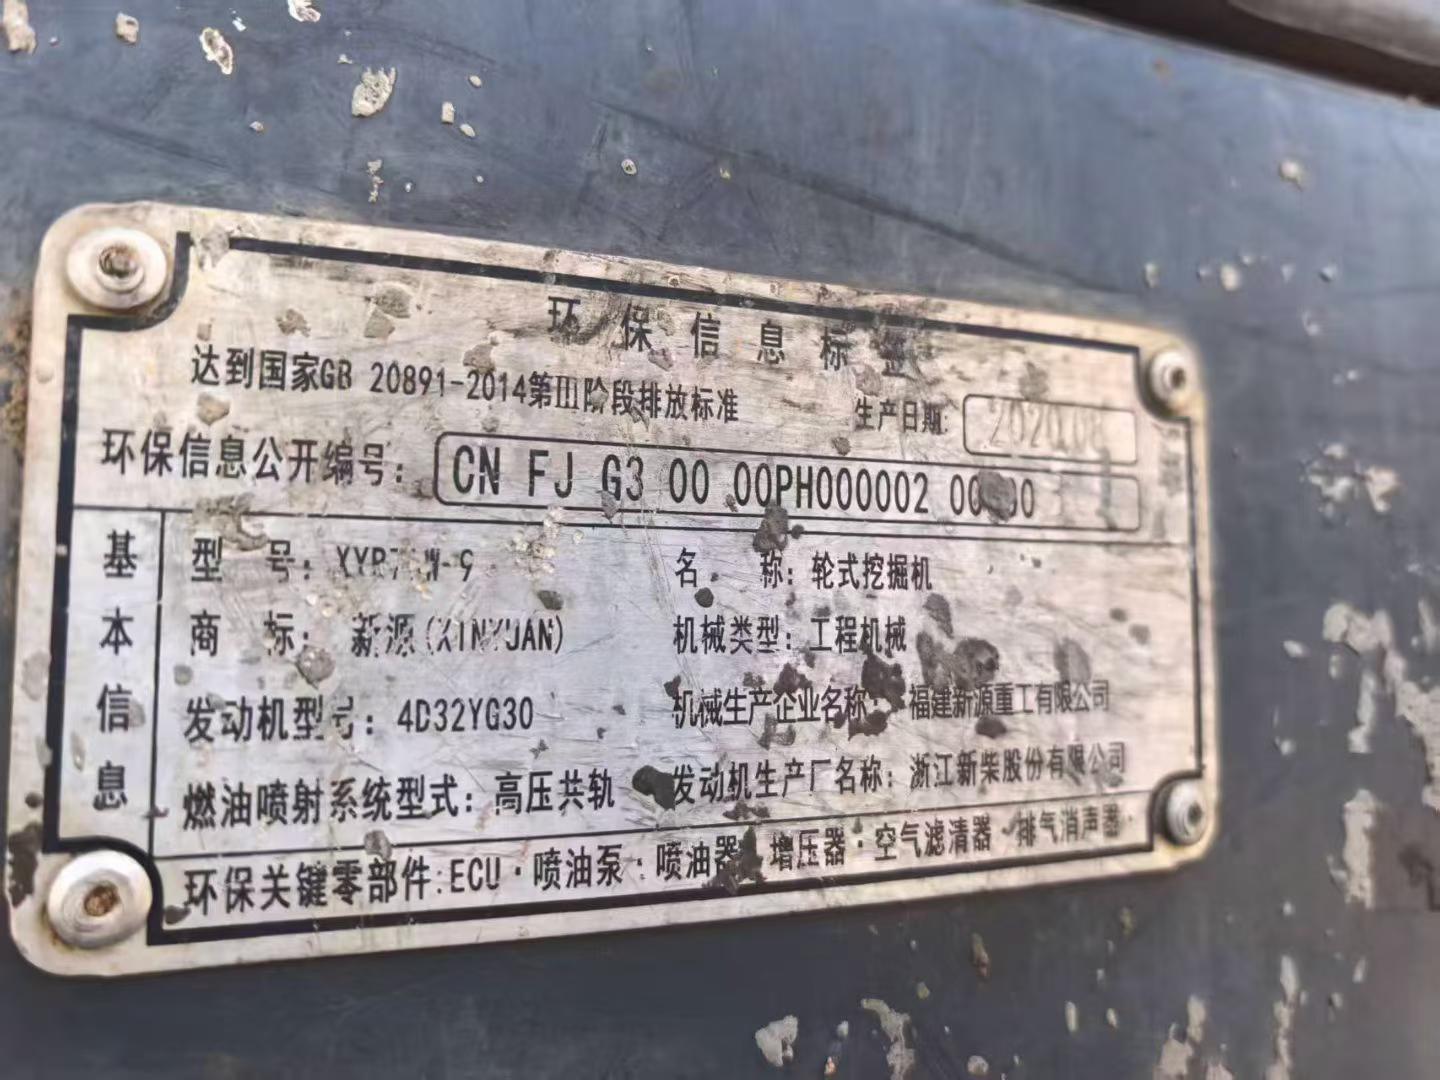 环保信息标签
达到国家GB 20891-2014第Ⅲ阶段排放标准 生产日期: 2020.08
环保信息公开编号: CN FJ G3 00 00PH000002 00
基本信息
型号: W-9 名称: 轮式挖掘机
商标: 新源(XINYUAN) 机械类型: 工程机械
发动机型号: 4D32YG30 机械生产企业名称: 福建新源重工有限公司
燃油喷射系统型式: 高压共轨 发动机生产厂名称: 浙江新柴股份有限公司
环保关键零部件:ECU·喷油泵·喷油器·增压器·空气滤清器·排气消声器·